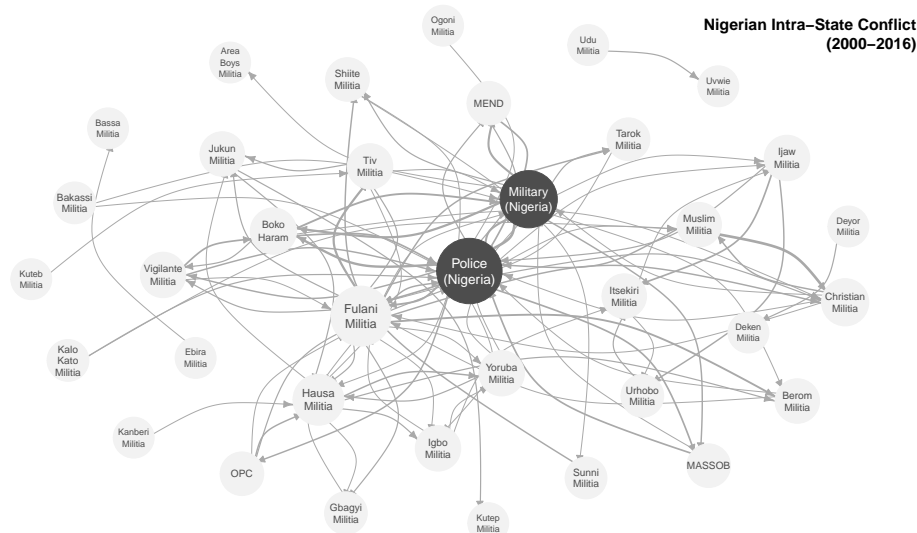 Nigerian Intra−State Conflict
(2000−2016)
Ogoni
Militia
Udu
Militia
Area
Boys
Militia
Shiite
Militia
Uvwie
Militia
MEND
Bassa
Militia
Tarok
Militia
Jukun
Militia
Tiv
Militia
Ijaw
Militia
Bakassi
Militia
Military
(Nigeria)
Boko
Haram
Muslim
Militia
Deyor
Militia
Kuteb
Militia
Vigilante
Militia
Police
(Nigeria)
Itsekiri
Militia
Christian
Militia
Fulani
Militia
Deken
Militia
Kalo
Kato
Militia
Ebira
Militia
Yoruba
Militia
Hausa
Militia
Urhobo
Militia
Berom
Militia
Kanberi
Militia
Igbo
Militia
OPC
Sunni
Militia
MASSOB
Gbagyi
Militia
Kutep
Militia